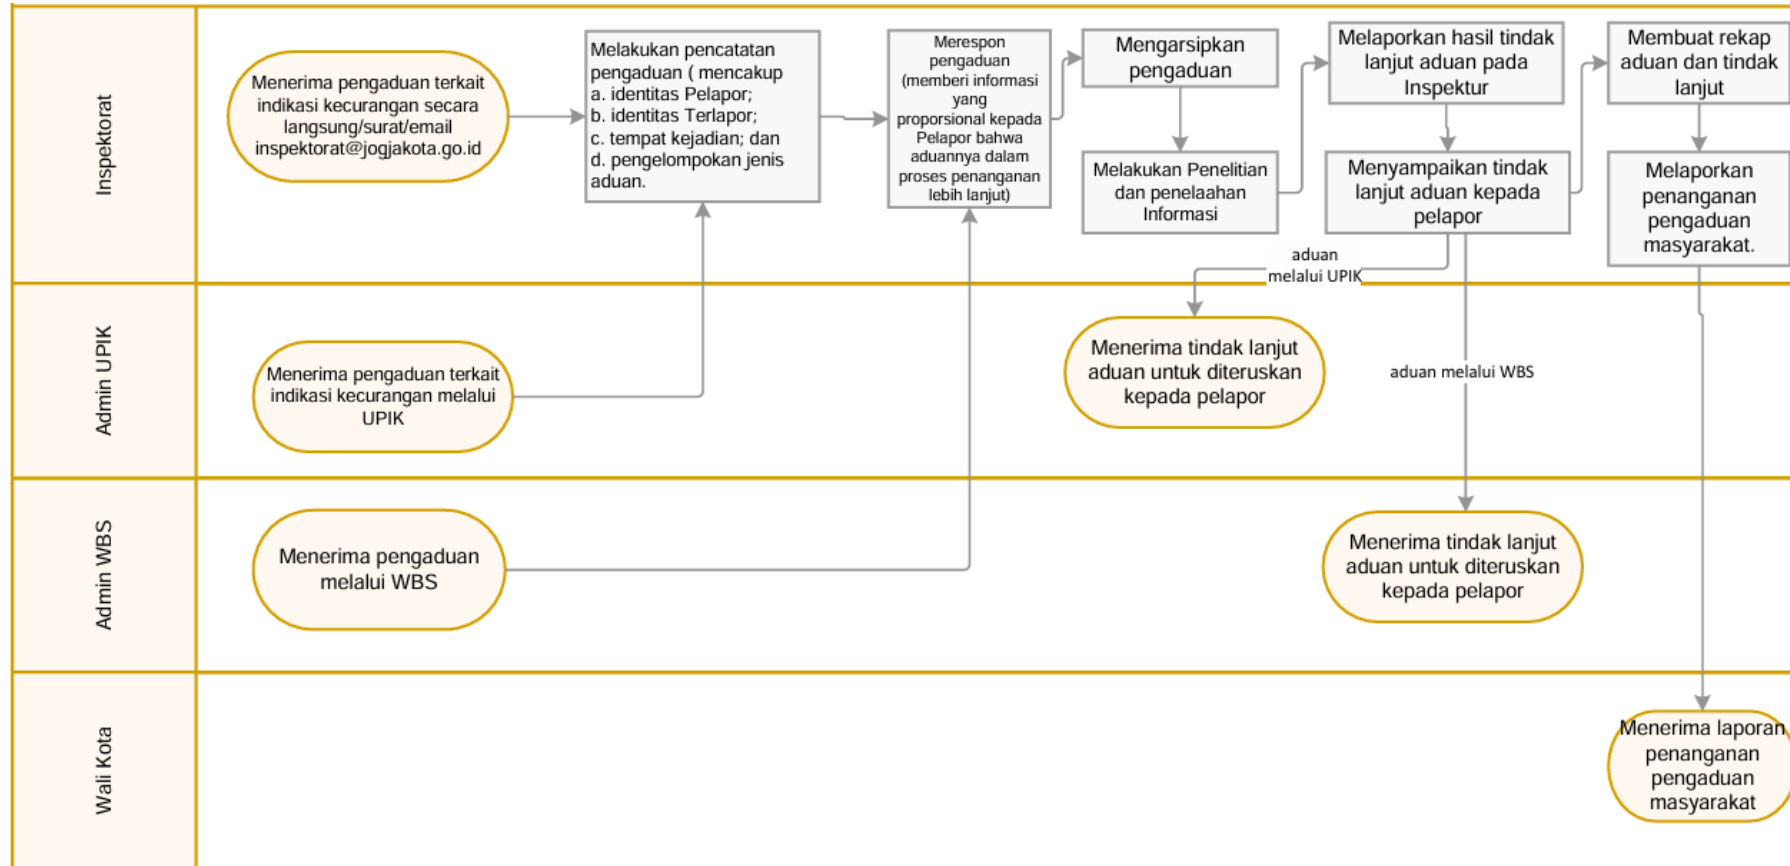 Inspektorat
Menerima pengaduan terkait
indikasi kecurangan secara
langsung/surat/email
inspektorat@jogjakota.go.id
Melakukan pencatatan
pengaduan ( mencakup
a. identitas Pelapor;
b. identitas Terlapor;
c. tempat kejadian; dan
d. pengelompokan jenis
aduan.
Merespon
pengaduan
(memberi informasi
yang
proporsional kepada
Pelapor bahwa
aduannya dalam
proses penanganan
lebih lanjut)
Mengarsipkan
pengaduan
Melakukan Penelitian
dan penelaahan
Informasi
Melaporkan hasil tindak
lanjut aduan pada
Inspektur
Menyampaikan tindak
lanjut aduan kepada
pelapor
Membuat rekap
aduan dan tindak
lanjut
Melaporkan
penanganan
pengaduan
masyarakat.
aduan
melalui UPIK
Admin UPIK
Menerima pengaduan terkait
indikasi kecurangan melalui
UPIK
Menerima tindak lanjut
aduan untuk diteruskan
kepada pelapor
aduan melalui WBS
Admin WBS
Menerima pengaduan
melalui WBS
Menerima tindak lanjut
aduan untuk diteruskan
kepada pelapor
Wali Kota
Menerima laporan
penanganan
pengaduan
masyarakat